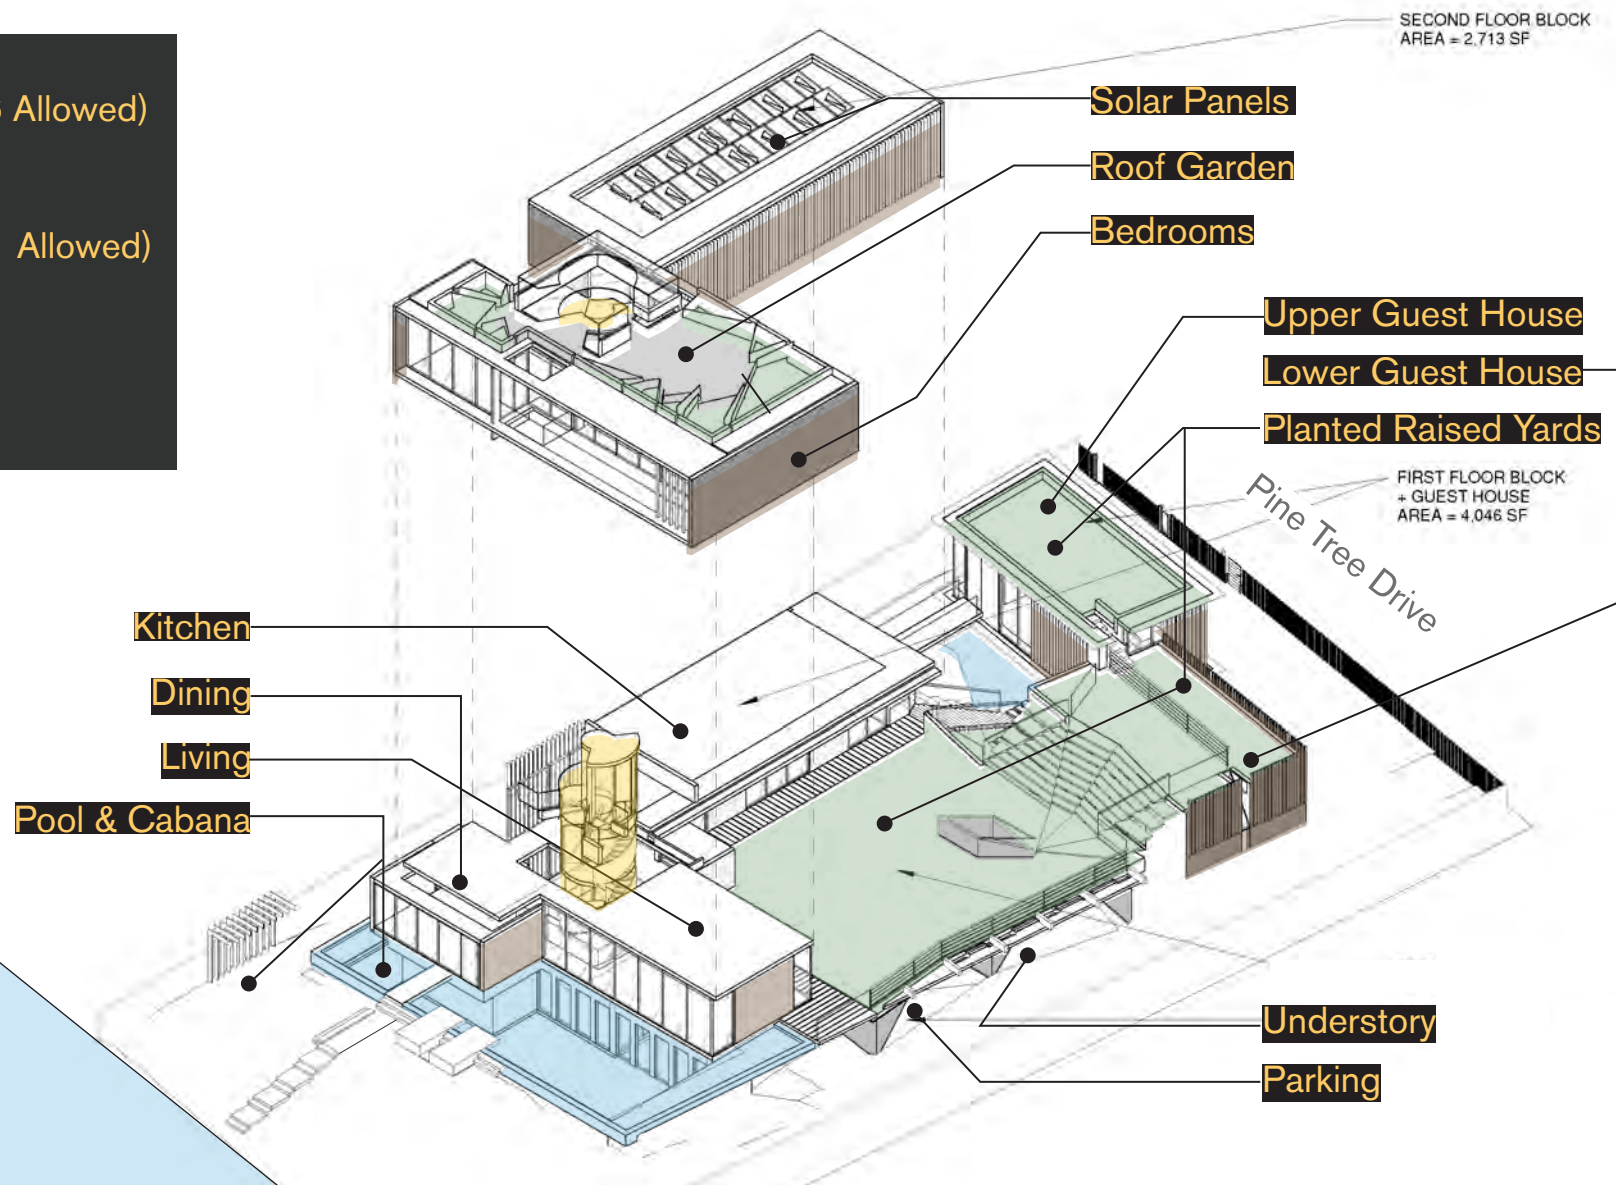 Allowed)
Allowed)
SECOND FLOOR BLOCK
AREA = 2,713 SF
Solar Panels
Roof Garden
Bedrooms
Upper Guest House
Lower Guest House
Planted Raised Yards
FIRST FLOOR BLOCK
+ GUEST HOUSE
AREA = 4,046 SF
Pine Tree Drive
Kitchen
Dining
Living
Pool & Cabana
Understory
Parking